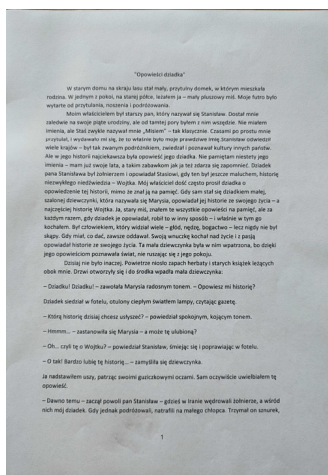 "Opowieści dziadka"
W starym domu na skraju lasu stał mały, przytulny domek, w którym mieszkała
rodzina. W jednym z pokoi, na starej półce, leżałem ja – mały pluszowy miś. Moje futro było
wytarte od przytulania, noszenia i podróżowania.
Moim właścicielem był starszy pan, który nazywał się Stanisław. Dostał mnie
zaledwie na swoje piąte urodziny, ale od tamtej pory byłem z nim wszędzie. Nie miałem
imienia, ale Staś zwykle nazywał mnie „Misiem" – tak klasycznie. Czasami po prostu mnie
przytulał, i wydawało mi się, że to właśnie było moje prawdziwe imię. Stanisław odwiedził
wiele krajów – był tak zwanym podróżnikiem, zwiedzał i poznawał kultury innych państw.
Ale w jego historii najciekawsza była opowieść jego dziadka. Nie pamiętam niestety jego
imienia – mam już swoje lata, a takim zabawkom jak ja też zdarza się zapomnieć. Dziadek
pana Stanisława był żołnierzem i opowiadał Stasiowi, gdy ten był jeszcze maluchem, historię
niezwykłego niedźwiedzia – Wojtka. Mój właściciel dość często prosił dziadka o
opowiedzenie tej historii, mimo że znał ją na pamięć. Gdy sam stał się dziadkiem małej,
szalonej dziewczynki, która nazywała się Marysia, opowiadał jej historie ze swojego życia – a
najczęściej historię Wojtka. Ja, stary miś, znałem te wszystkie opowieści na pamięć, ale za
każdym razem, gdy dziadek je opowiadał, robił to w inny sposób – i właśnie w tym go
kochałem. Był człowiekiem, który widział wiele – głód, nędzę, bogactwo – lecz nigdy nie był
skąpy. Gdy miał, co dać, zawsze oddawał. Swoją wnuczkę kochał nad życie i z pasją
opowiadał historie ze swojego życia. Ta mała dziewczynka była w nim wpatrzona, bo dzięki
jego opowieściom poznawała świat, nie ruszając się z jego pokoju.
Dzisiaj nie było inaczej. Powietrze niosło zapach herbaty i starych książek leżących
obok mnie. Drzwi otworzyły się i do środka wpadła mała dziewczynka:
– Dziadku! Dziadku! – zawołała Marysia radosnym tonem. – Opowiesz mi historię?
Dziadek siedział w fotelu, otulony ciepłym światłem lampy, czytając gazetę.
– Którą historię dzisiaj chcesz usłyszeć? – powiedział spokojnym, kojącym tonem.
– Hmmm... – zastanowiła się Marysia – a może tę ulubioną?
– Oh... czyli tę o Wojtku? – powiedział Stanisław, śmiejąc się i poprawiając w fotelu.
– O tak! Bardzo lubię tę historię... – zamyśliła się dziewczynka.
Ja nadstawiłem uszy, patrząc swoimi guziczkowymi oczami. Sam oczywiście uwielbiałem tę
opowieść.
– Dawno temu – zaczął powoli pan Stanisław – gdzieś w Iranie wędrowali żołnierze, a wśród
nich mój dziadek. Gdy jednak podróżowali, natrafili na małego chłopca. Trzymał on sznurek,
1